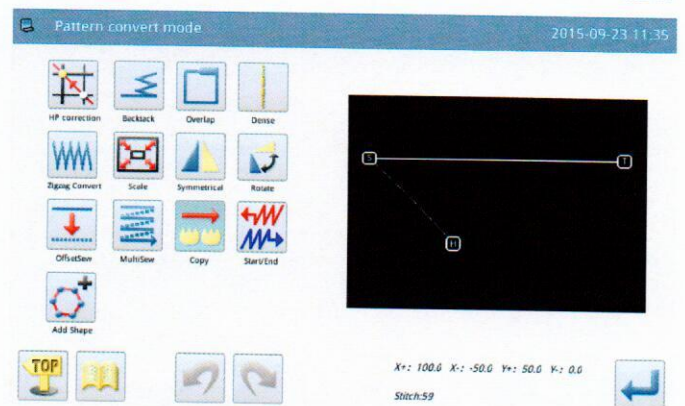 Pattern convert mode 2015-09-23 11:35
HP correction Backtack Overlap Dense
Zigzag Convert Scale Symmetrical Rotate
S T
H
OffsetSew MultiSew Copy Start/End
Add Shape
TOP
X+: 100.0 X-: -50.0 Y+: 50.0 Y-: 0.0
Stitch:59